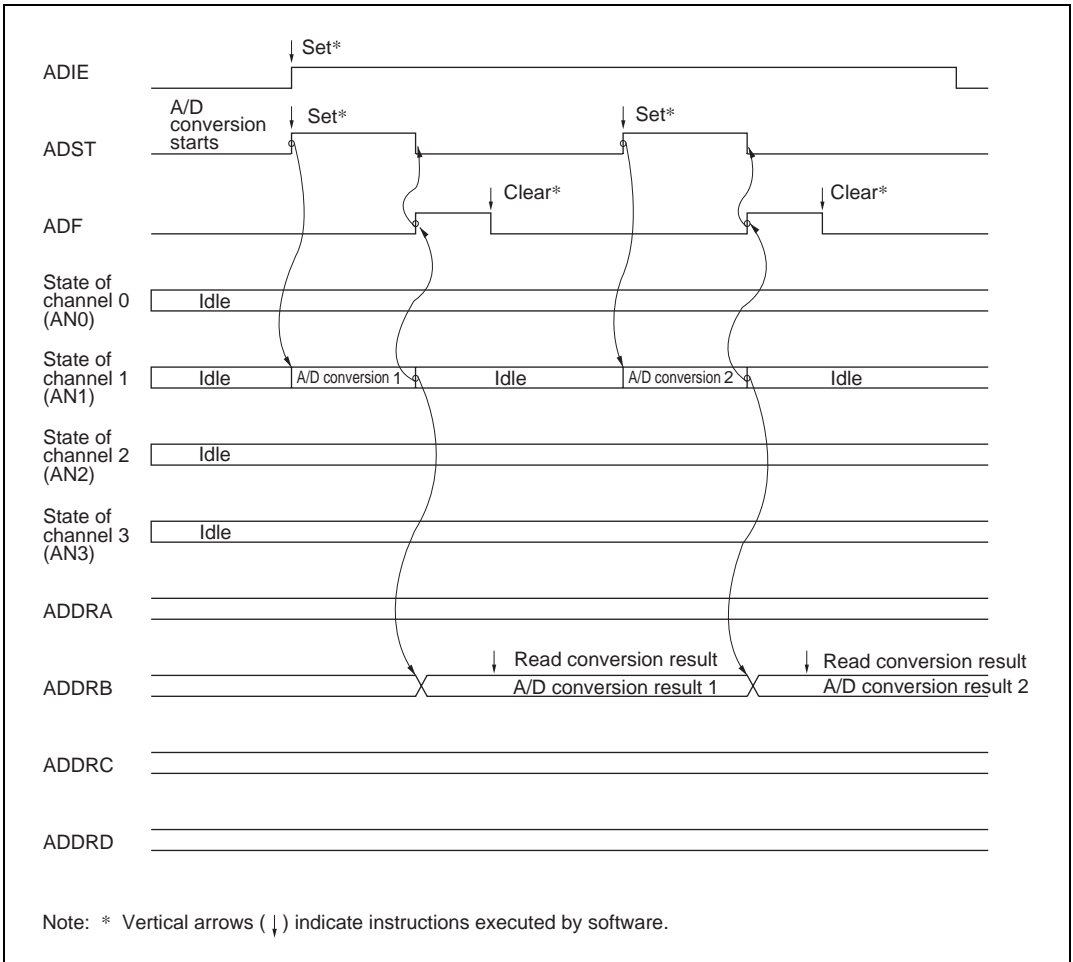 Set*
ADIE
A/D
conversion
starts
Set*
Set*
ADST
Clear*
Clear*
ADF
State of
channel 0
(AN0)
Idle
State of
channel 1
(AN1)
Idle
A/D conversion 1
Idle
A/D conversion 2
Idle
State of
channel 2
(AN2)
Idle
State of
channel 3
(AN3)
Idle
ADDRA
Read conversion result
Read conversion result
ADDRB
A/D conversion result 1
A/D conversion result 2
ADDRC
ADDRD
Note: * Vertical arrows (↓) indicate instructions executed by software.